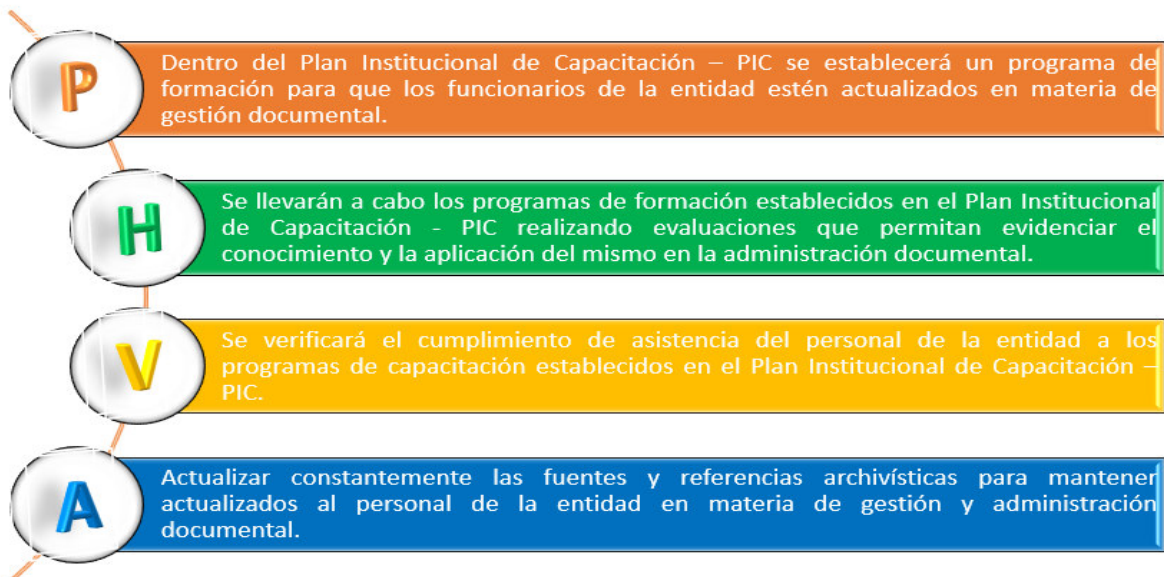 P
Dentro del Plan Institucional de Capacitación – PIC se establecerá un programa de
formación para que los funcionarios de la entidad estén actualizados en materia de
gestión documental.
H
Se llevarán a cabo los programas de formación establecidos en el Plan Institucional
de Capacitación - PIC realizando evaluaciones que permitan evidenciar el
conocimiento y la aplicación del mismo en la administración documental.
V
Se verificará el cumplimiento de asistencia del personal de la entidad a los
programas de capacitación establecidos en el Plan Institucional de Capacitación –
PIC.
A
Actualizar constantemente las fuentes y referencias archivísticas para mantener
actualizados al personal de la entidad en materia de gestión y administración
documental.